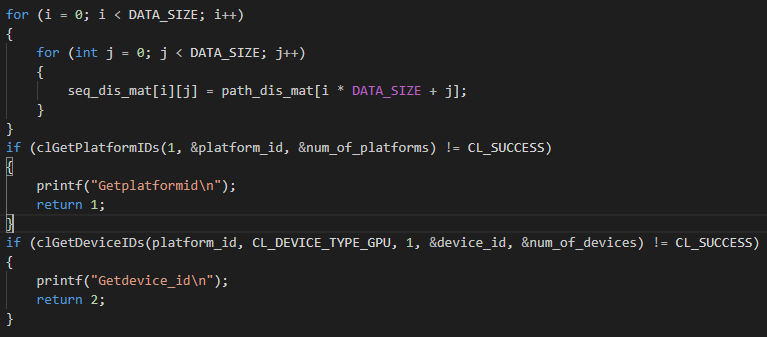 for (i = 0; i < DATA_SIZE; i++)
{
    for (int j = 0; j < DATA_SIZE; j++)
    {
        seq_dis_mat[i][j] = path_dis_mat[i * DATA_SIZE + j];
    }
}
if (clGetPlatformIDs(1, &platform_id, &num_of_platforms) != CL_SUCCESS)
{
    printf("Getplatformid\n");
    return 1;
}
if (clGetDeviceIDs(platform_id, CL_DEVICE_TYPE_GPU, 1, &device_id, &num_of_devices) != CL_SUCCESS)
{
    printf("Getdevice_id\n");
    return 2;
}